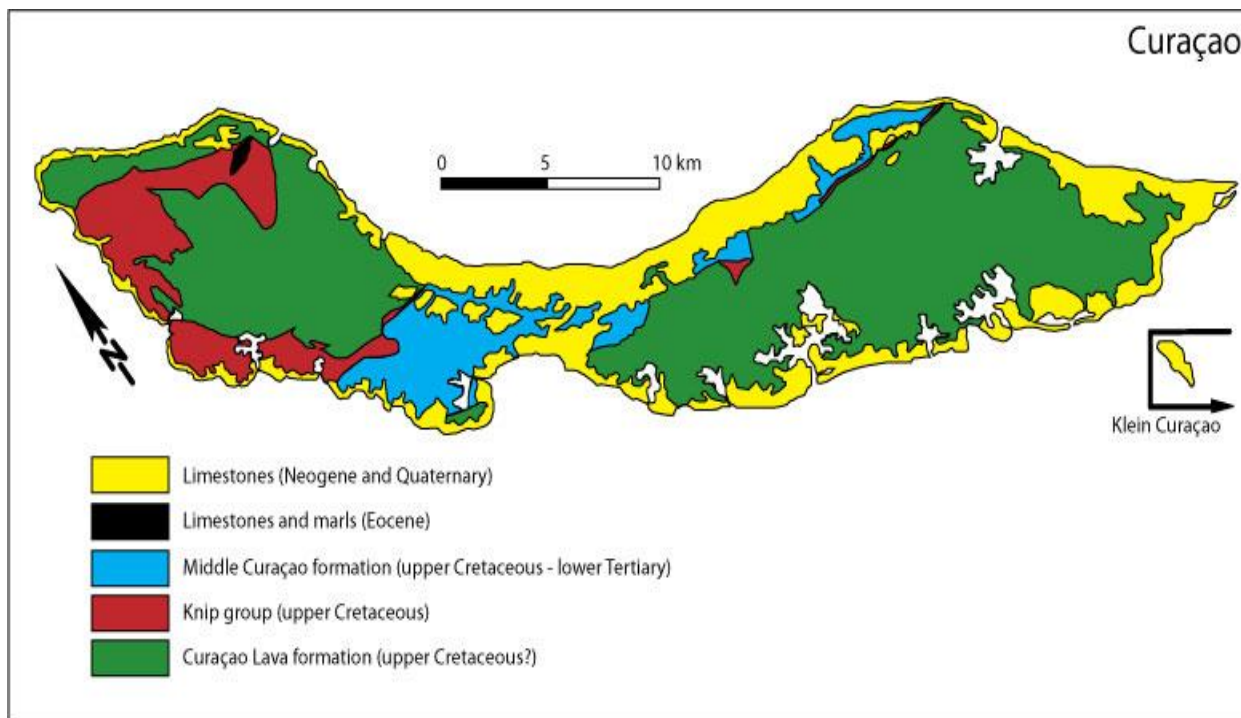 Curaçao
0 5 10 km
N
Klein Curaçao
Limestones (Neogene and Quaternary)
Limestones and marls (Eocene)
Middle Curaçao formation (upper Cretaceous - lower Tertiary)
Knip group (upper Cretaceous)
Curaçao Lava formation (upper Cretaceous?)